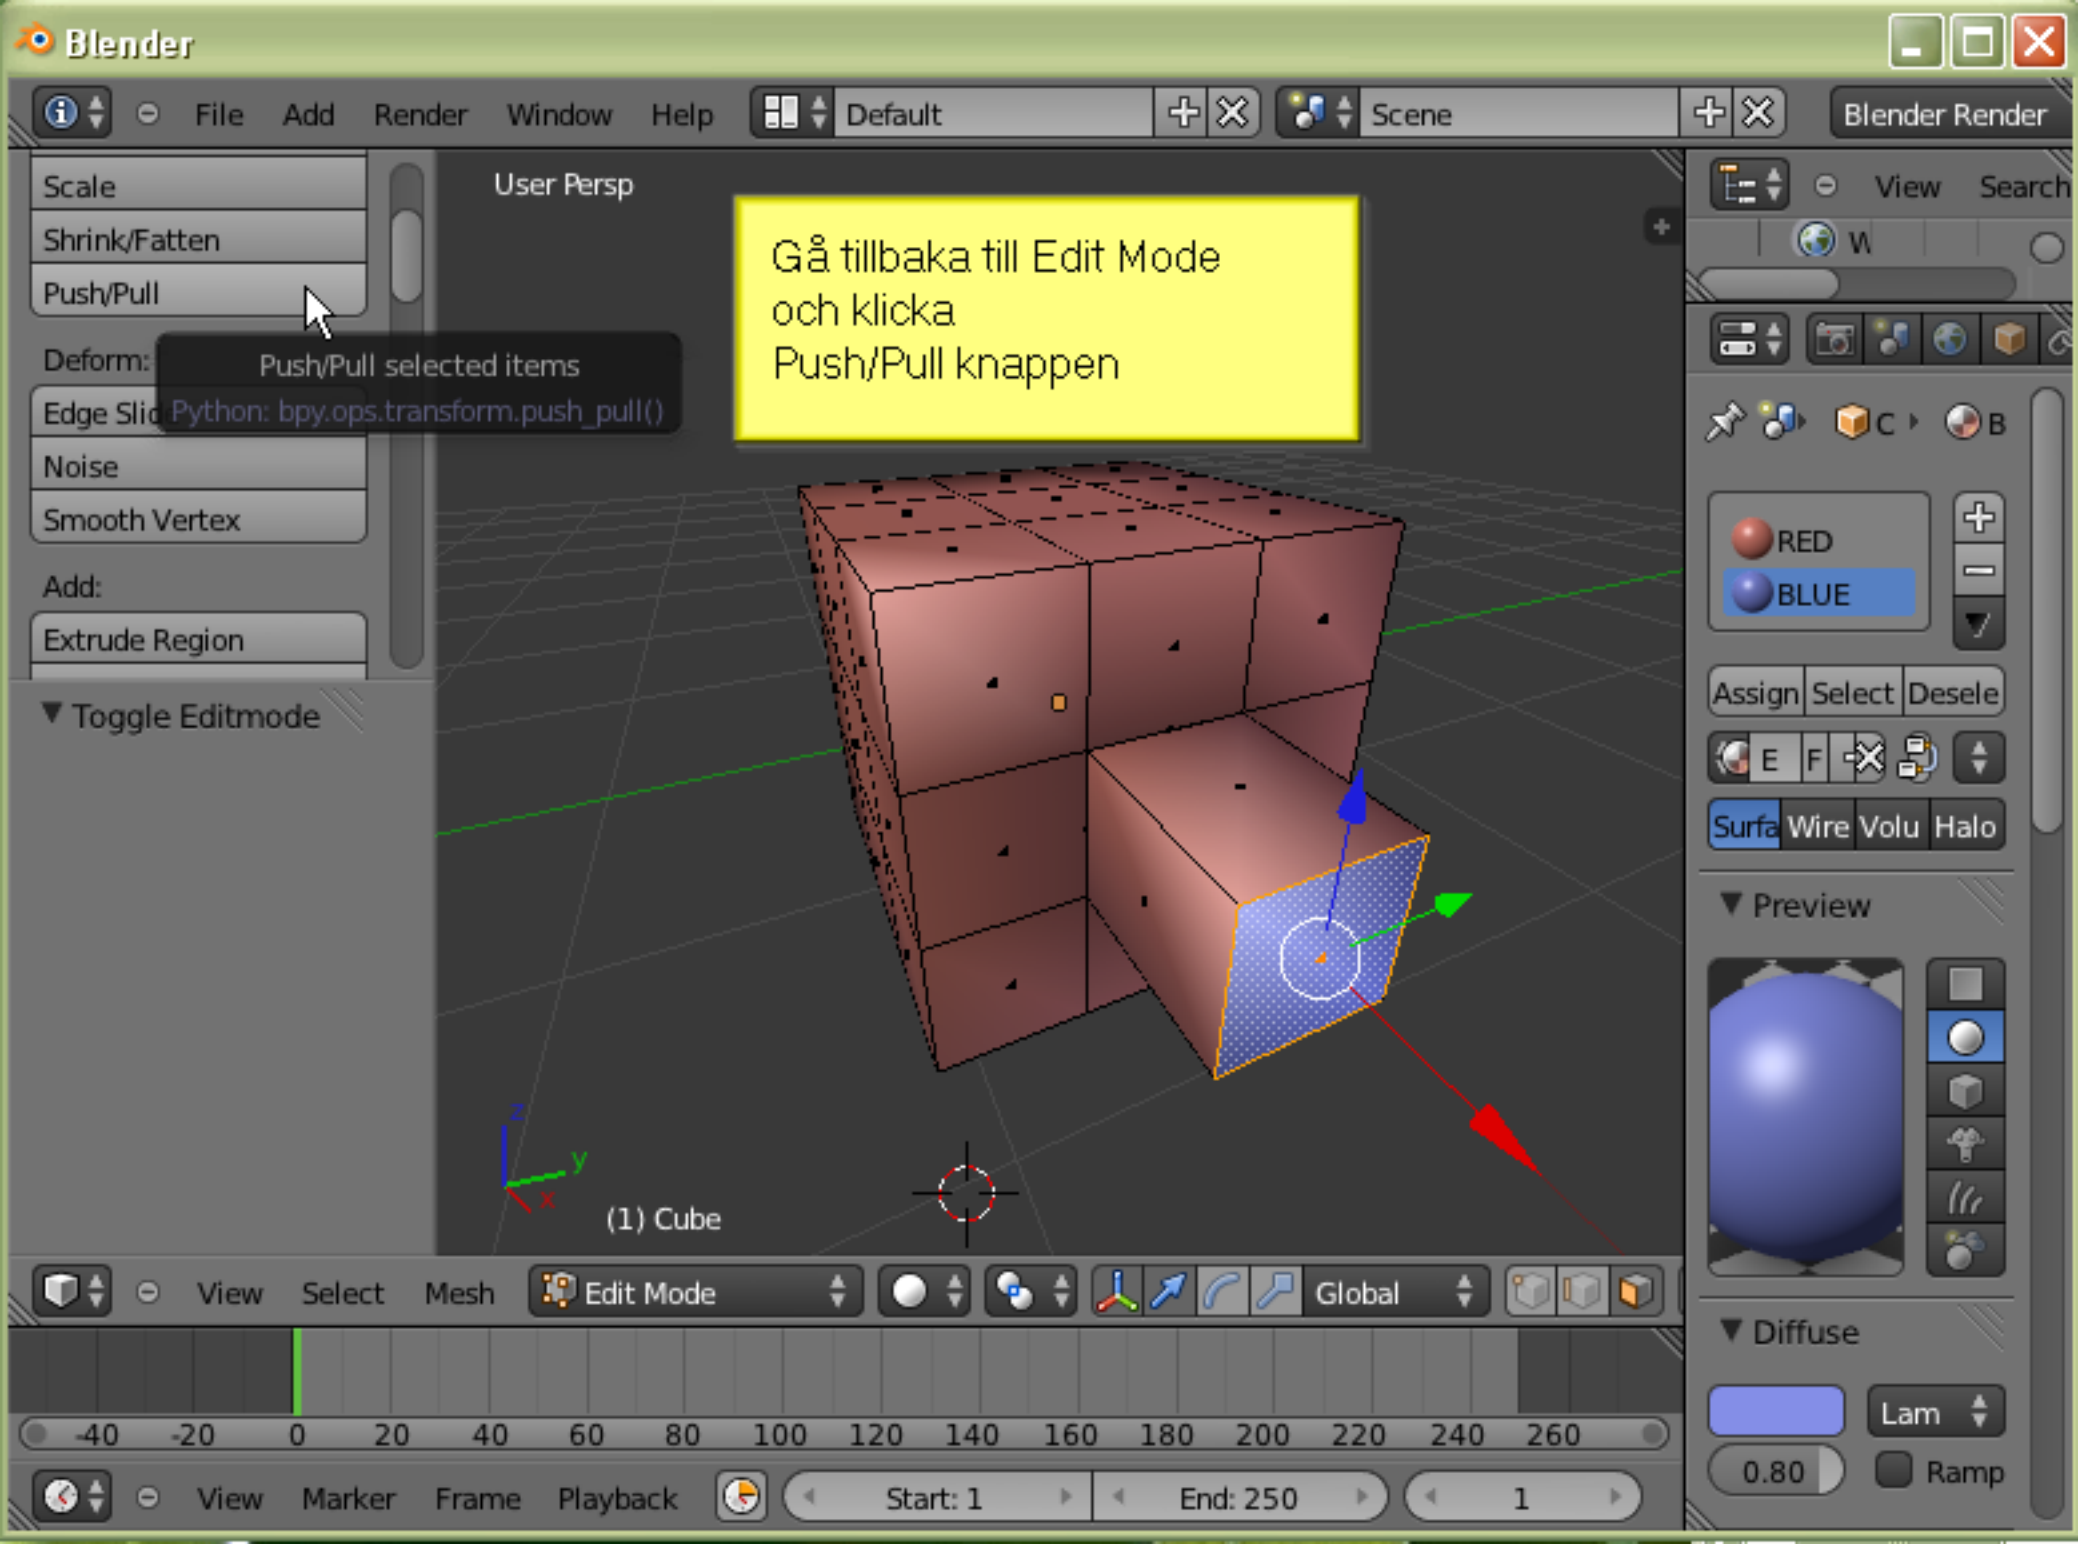 Blender
File Add Render Window Help Default Scene Blender Render
Scale
Shrink/Fatten
Push/Pull
Deform:
Push/Pull selected items
Python: bpy.ops.transform.push_pull()
Edge Slid
Noise
Smooth Vertex
Add:
Extrude Region
Toggle Editmode
User Persp
Gå tillbaka till Edit Mode
och klicka
Push/Pull knappen
z
y
x
(1) Cube
View Select Mesh Edit Mode Global
-40 -20 0 20 40 60 80 100 120 140 160 180 200 220 240 260
View Marker Frame Playback Start: 1 End: 250 1
View Search
W
C B
RED
BLUE
Assign Select Desele
E F
Surfa Wire Volu Halo
Preview
Diffuse
Lam
0.80 Ramp